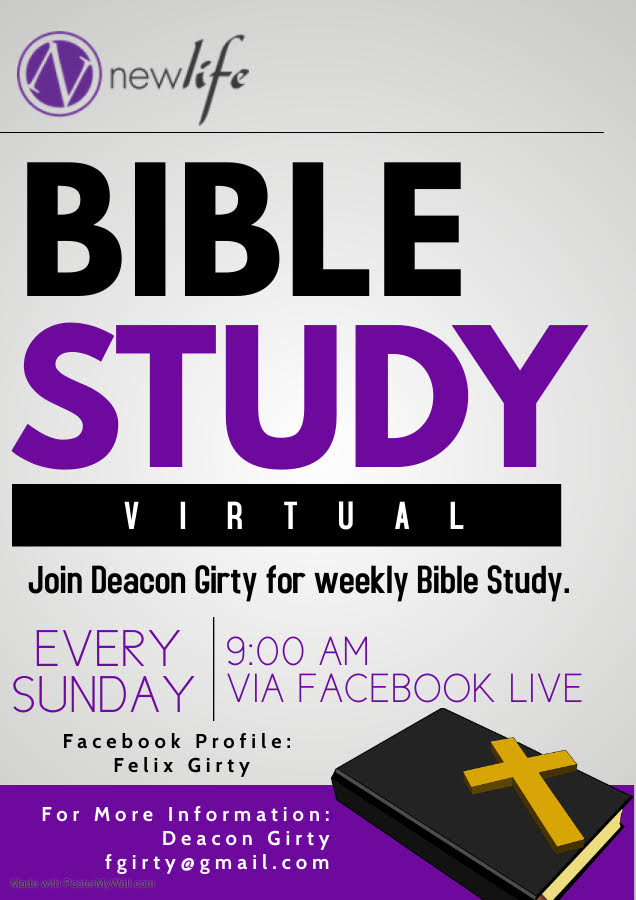 N newlife
BIBLE
STUDY
VIRTUAL
Join Deacon Girty for weekly Bible Study.
EVERY
SUNDAY
9:00 AM
VIA FACEBOOK LIVE
Facebook Profile:
Felix Girty
For More Information:
Deacon Girty
fgirty@gmail.com
Made with PosterMyWall.com